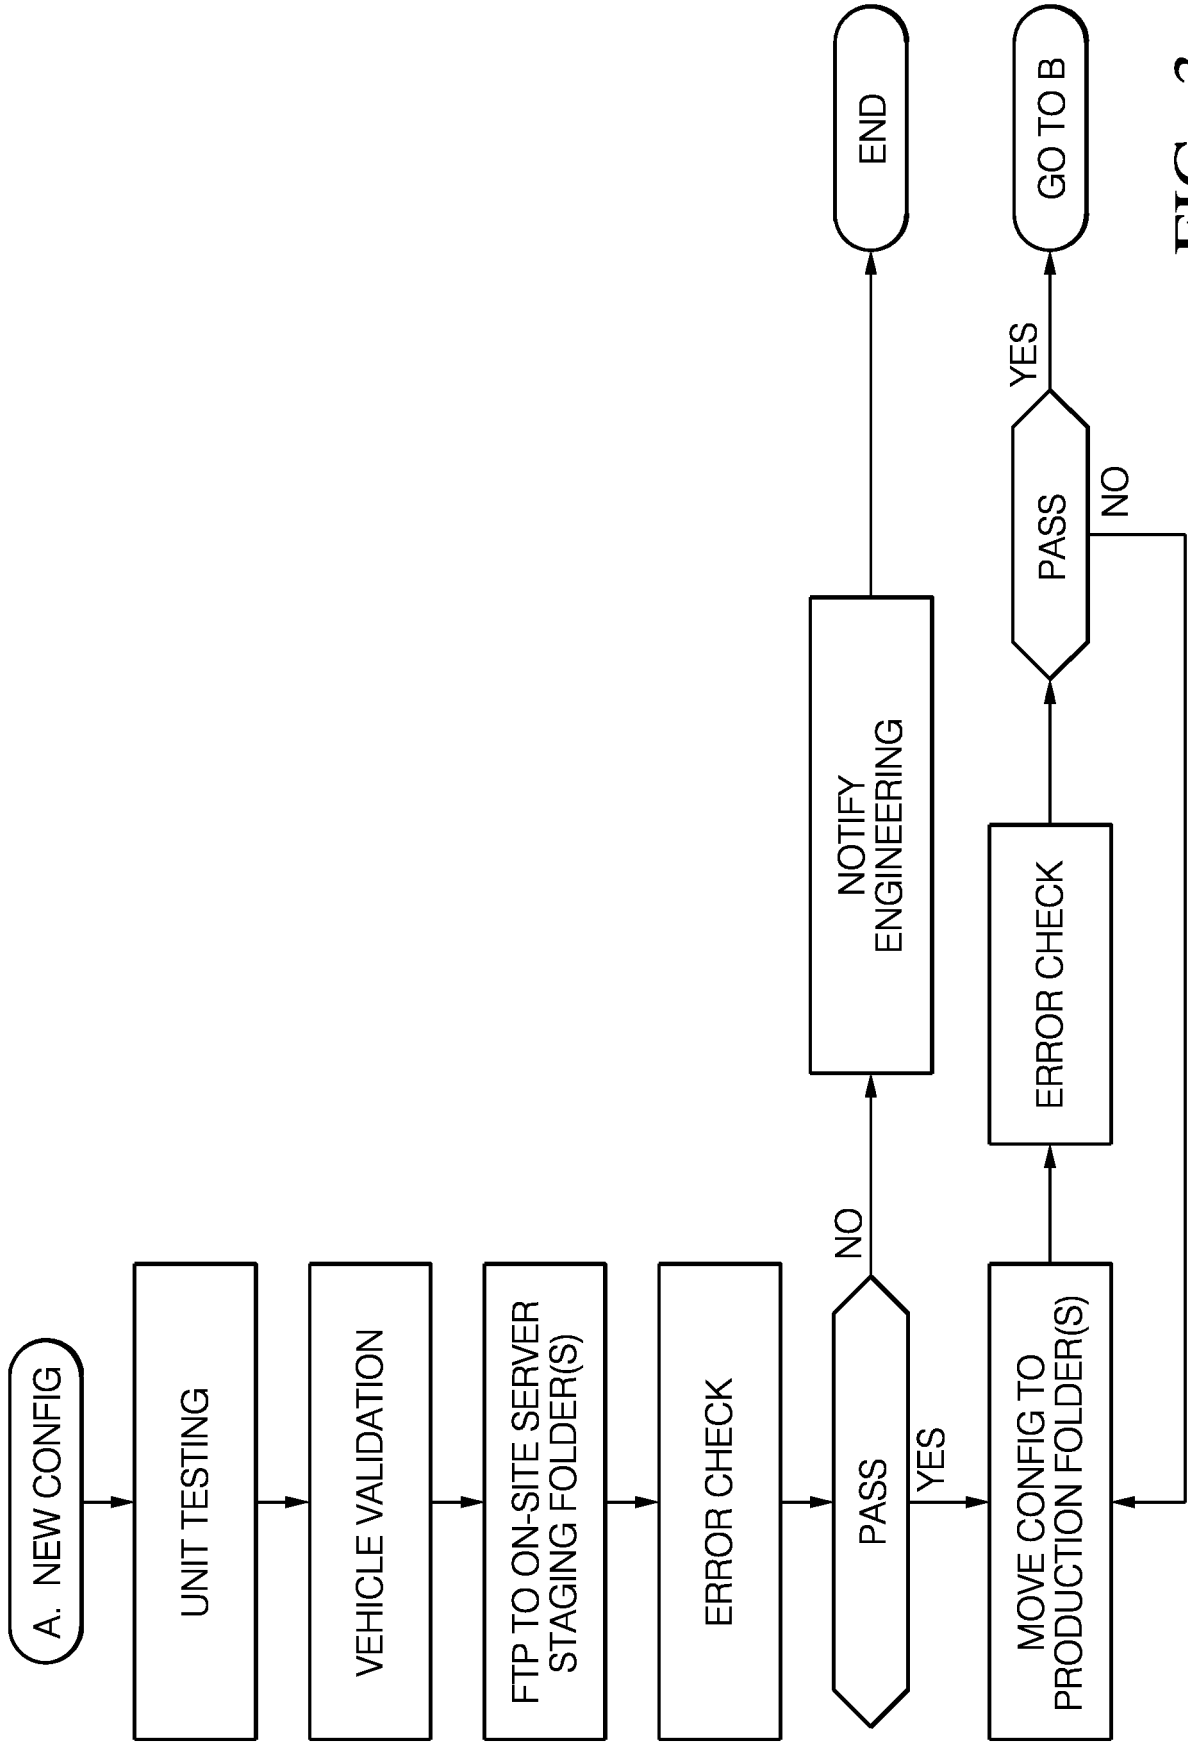 A. NEW CONFIG
UNIT TESTING
VEHICLE VALIDATION
FTP TO ON-SITE SERVER
STAGING FOLDER(S)
ERROR CHECK
PASS
NO
NOTIFY
ENGINEERING
END
YES
MOVE CONFIG TO
PRODUCTION FOLDER(S)
ERROR CHECK
PASS
YES
GO TO B
NO